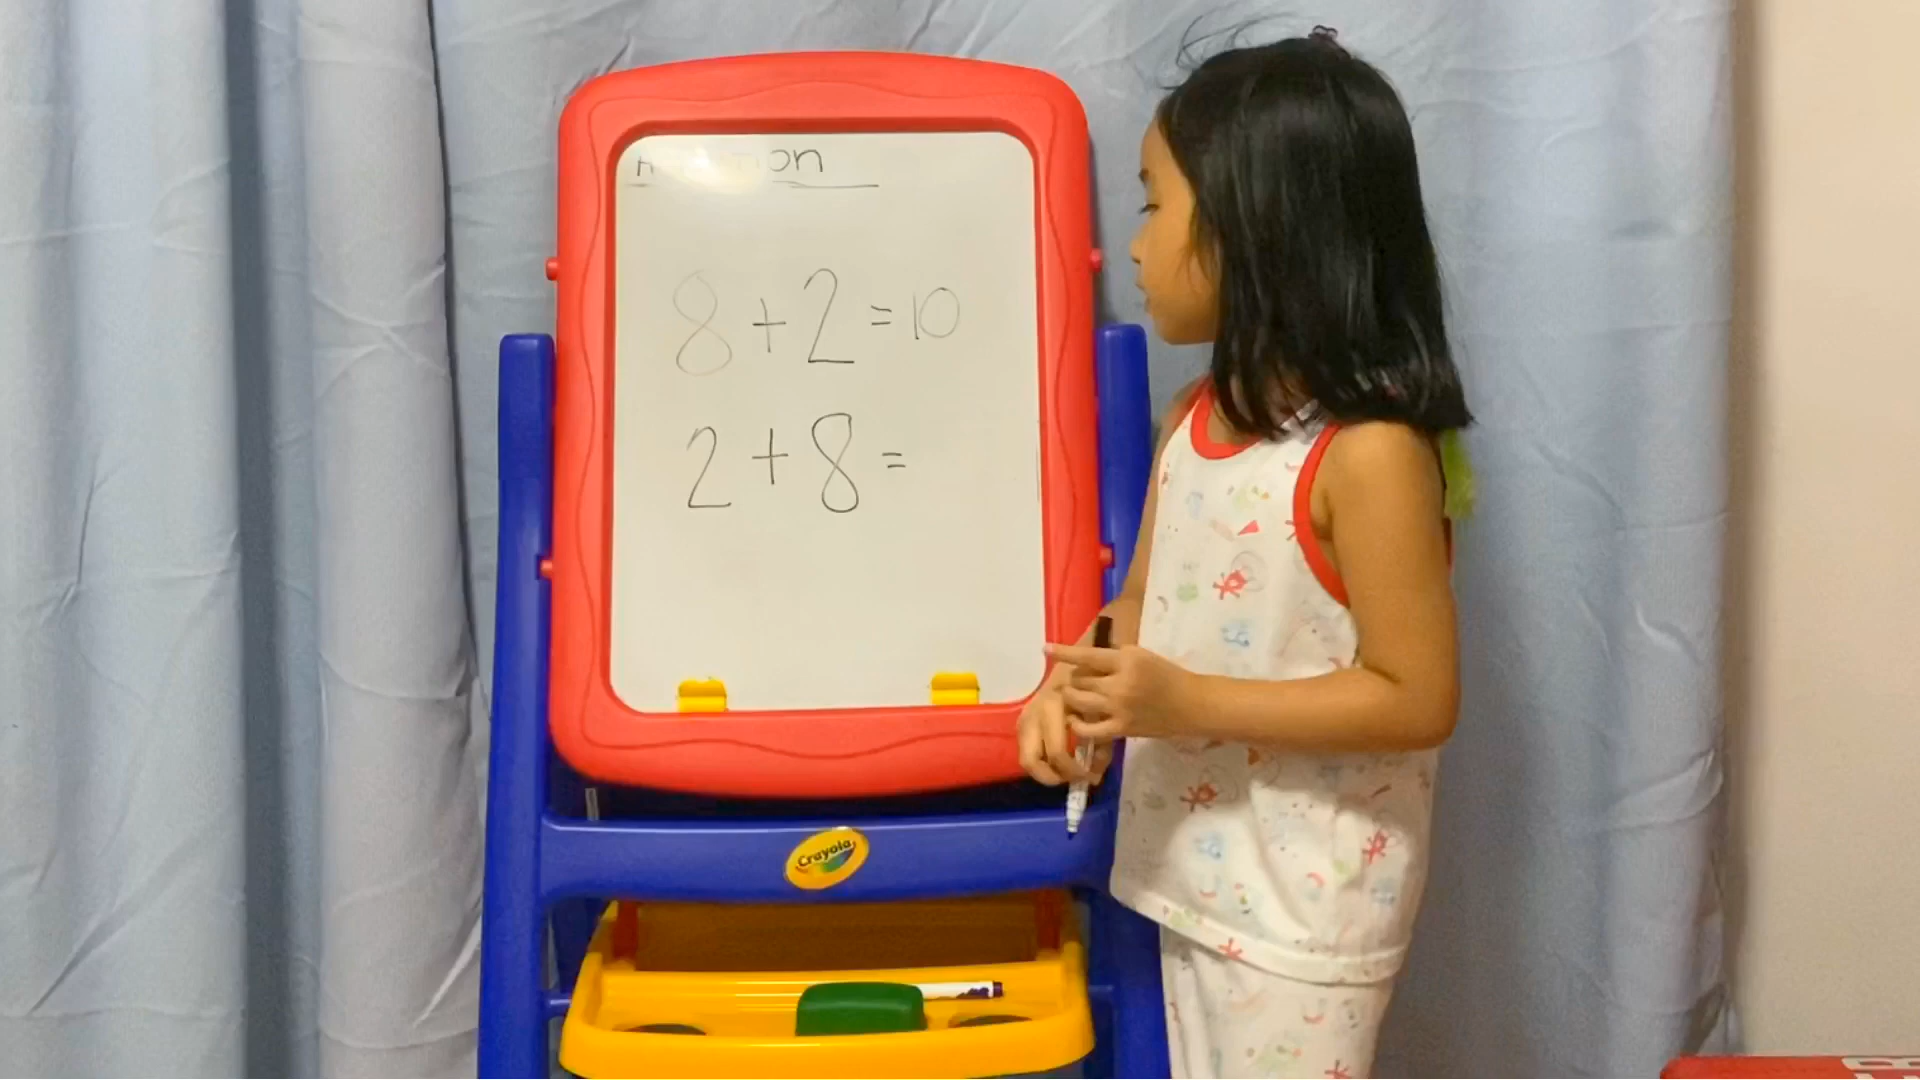 8 + 2 = 10
2 + 8 =
Crayola